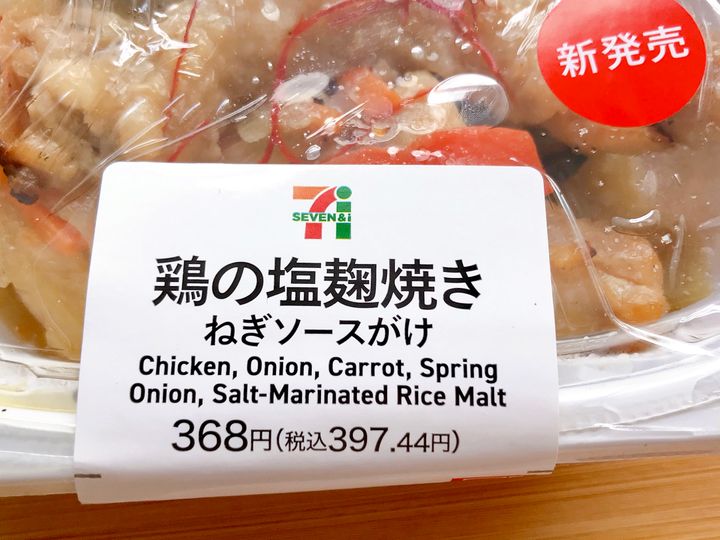 新発売
SEVEN&i
鶏の塩麹焼き
ねぎソースがけ
Chicken, Onion, Carrot, Spring
Onion, Salt-Marinated Rice Malt
368円(税込397.44円)